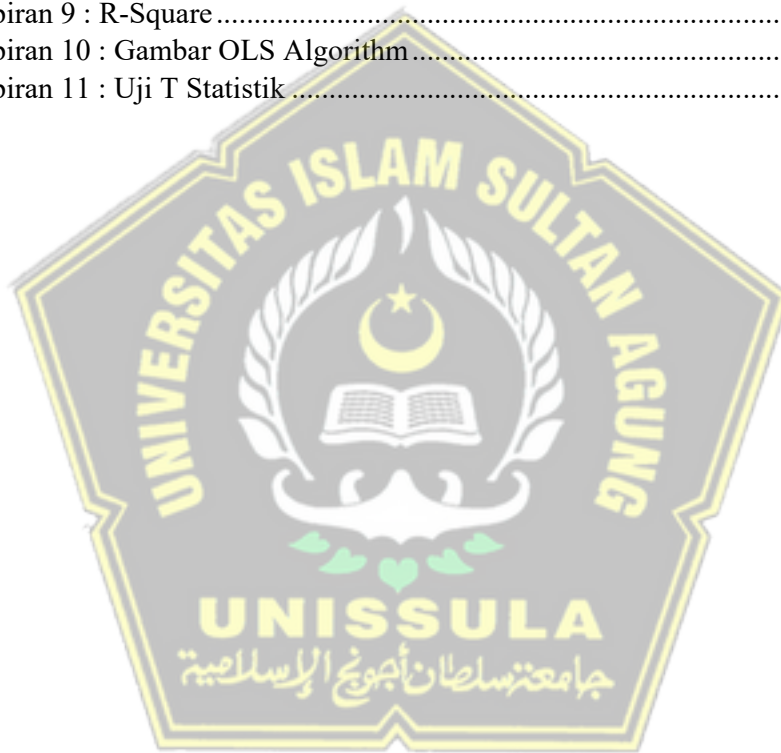 piran 9 : R-Square
piran 10 : Gambar OLS Algorithm
piran 11 : Uji T Statistik
UNIVERSITAS ISLAM SULTAN AGUNG
UNISSULA
جامعة سلطان أجونج الإسلامية